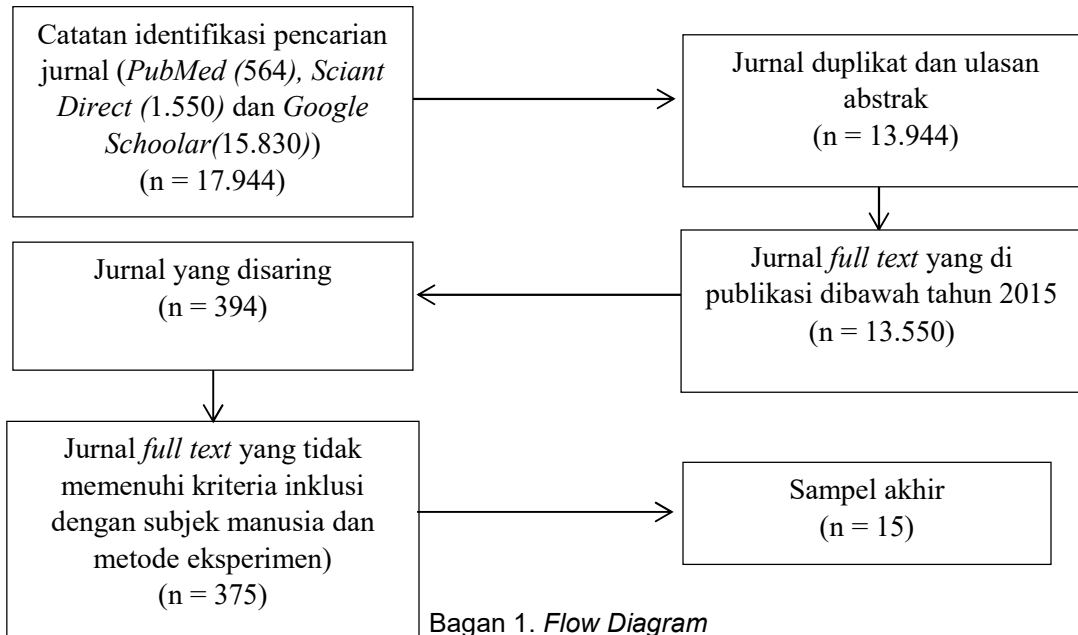 Catatan identifikasi pencarian
jurnal (PubMed (564), Sciant
Direct (1.550) dan Google
Schoolar(15.830))
(n = 17.944)
Jurnal duplikat dan ulasan
abstrak
(n = 13.944)
Jurnal full text yang di
publikasi dibawah tahun 2015
(n = 13.550)
Jurnal yang disaring
(n = 394)
Jurnal full text yang tidak
memenuhi kriteria inklusi
dengan subjek manusia dan
metode eksperimen)
(n = 375)
Sampel akhir
(n = 15)
Bagan 1. Flow Diagram